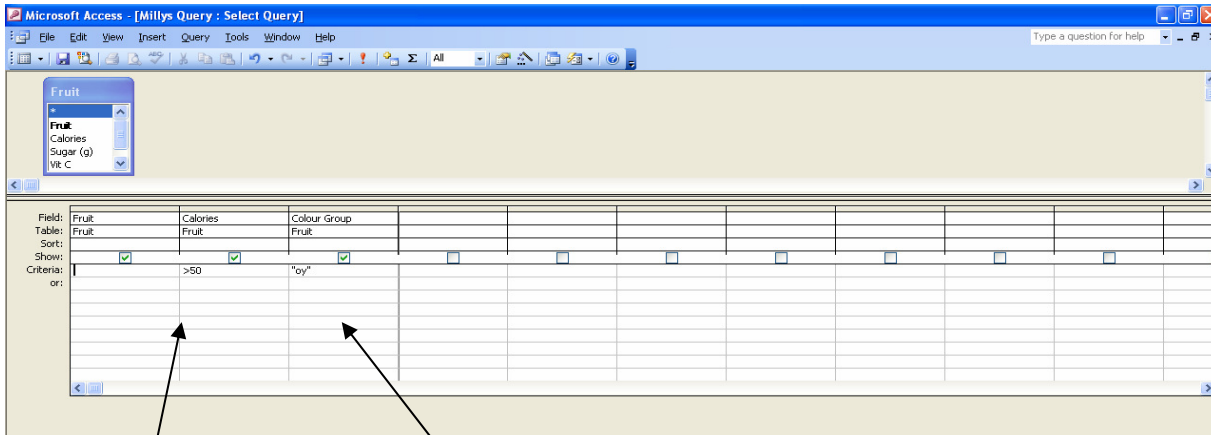 Microsoft Access - [Millys Query : Select Query]
File Edit View Insert Query Tools Window Help Type a question for help
All
Fruit
*
Fruit
Calories
Sugar (g)
Vit C
Field: Fruit Calories Colour Group
Table: Fruit Fruit Fruit
Sort:
Show:
Criteria: >50 "oy"
or: